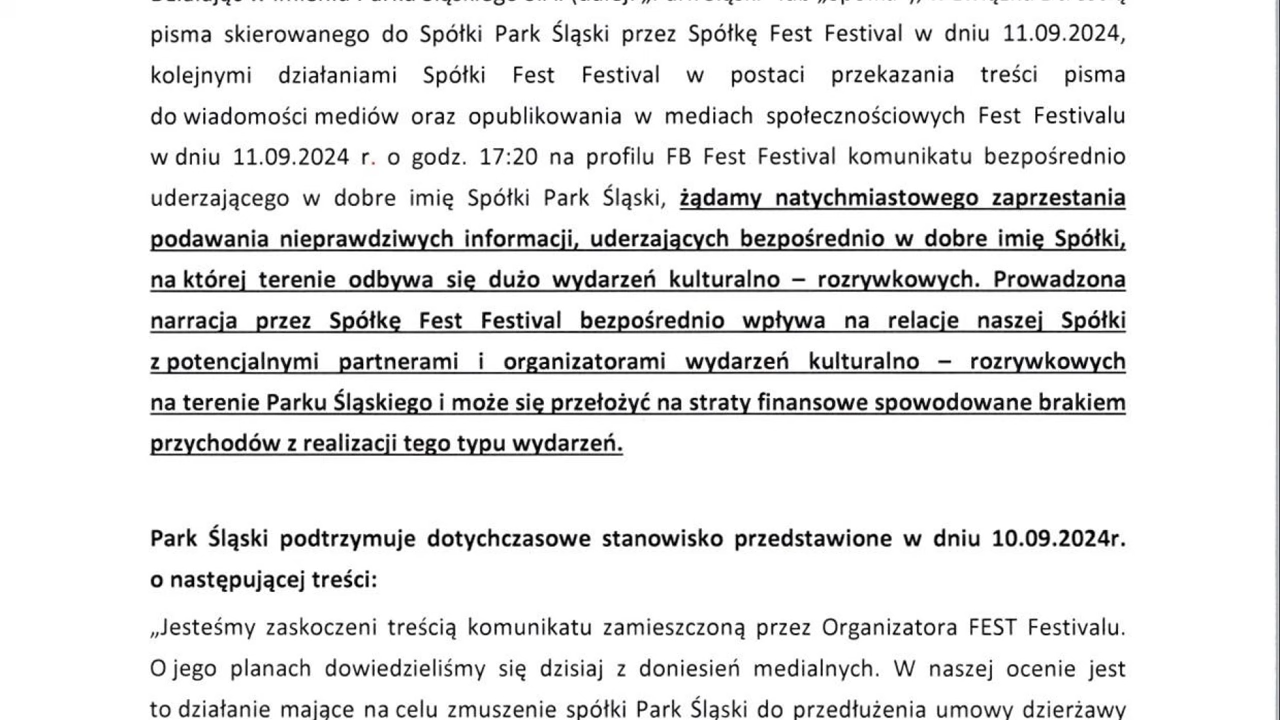 pisma skierowanego do Spółki Park Śląski przez Spółkę Fest Festival w dniu 11.09.2024,
kolejnymi działaniami Spółki Fest Festival w postaci przekazania treści pisma
do wiadomości mediów oraz opublikowania w mediach społecznościowych Fest Festivalu
w dniu 11.09.2024 r. o godz. 17:20 na profilu FB Fest Festival komunikatu bezpośrednio
uderzającego w dobre imię Spółki Park Śląski, żądamy natychmiastowego zaprzestania
podawania nieprawdziwych informacji, uderzających bezpośrednio w dobre imię Spółki,
na której terenie odbywa się dużo wydarzeń kulturalno – rozrywkowych. Prowadzona
narracja przez Spółkę Fest Festival bezpośrednio wpływa na relacje naszej Spółki
z potencjalnymi partnerami i organizatorami wydarzeń kulturalno – rozrywkowych
na terenie Parku Śląskiego i może się przełożyć na straty finansowe spowodowane brakiem
przychodów z realizacji tego typu wydarzeń.
Park Śląski podtrzymuje dotychczasowe stanowisko przedstawione w dniu 10.09.2024r.
o następującej treści:
„Jesteśmy zaskoczeni treścią komunikatu zamieszczoną przez Organizatora FEST Festivalu.
O jego planach dowiedzieliśmy się dzisiaj z doniesień medialnych. W naszej ocenie jest
to działanie mające na celu zmuszenie spółki Park Śląski do przedłużenia umowy dzierżawy